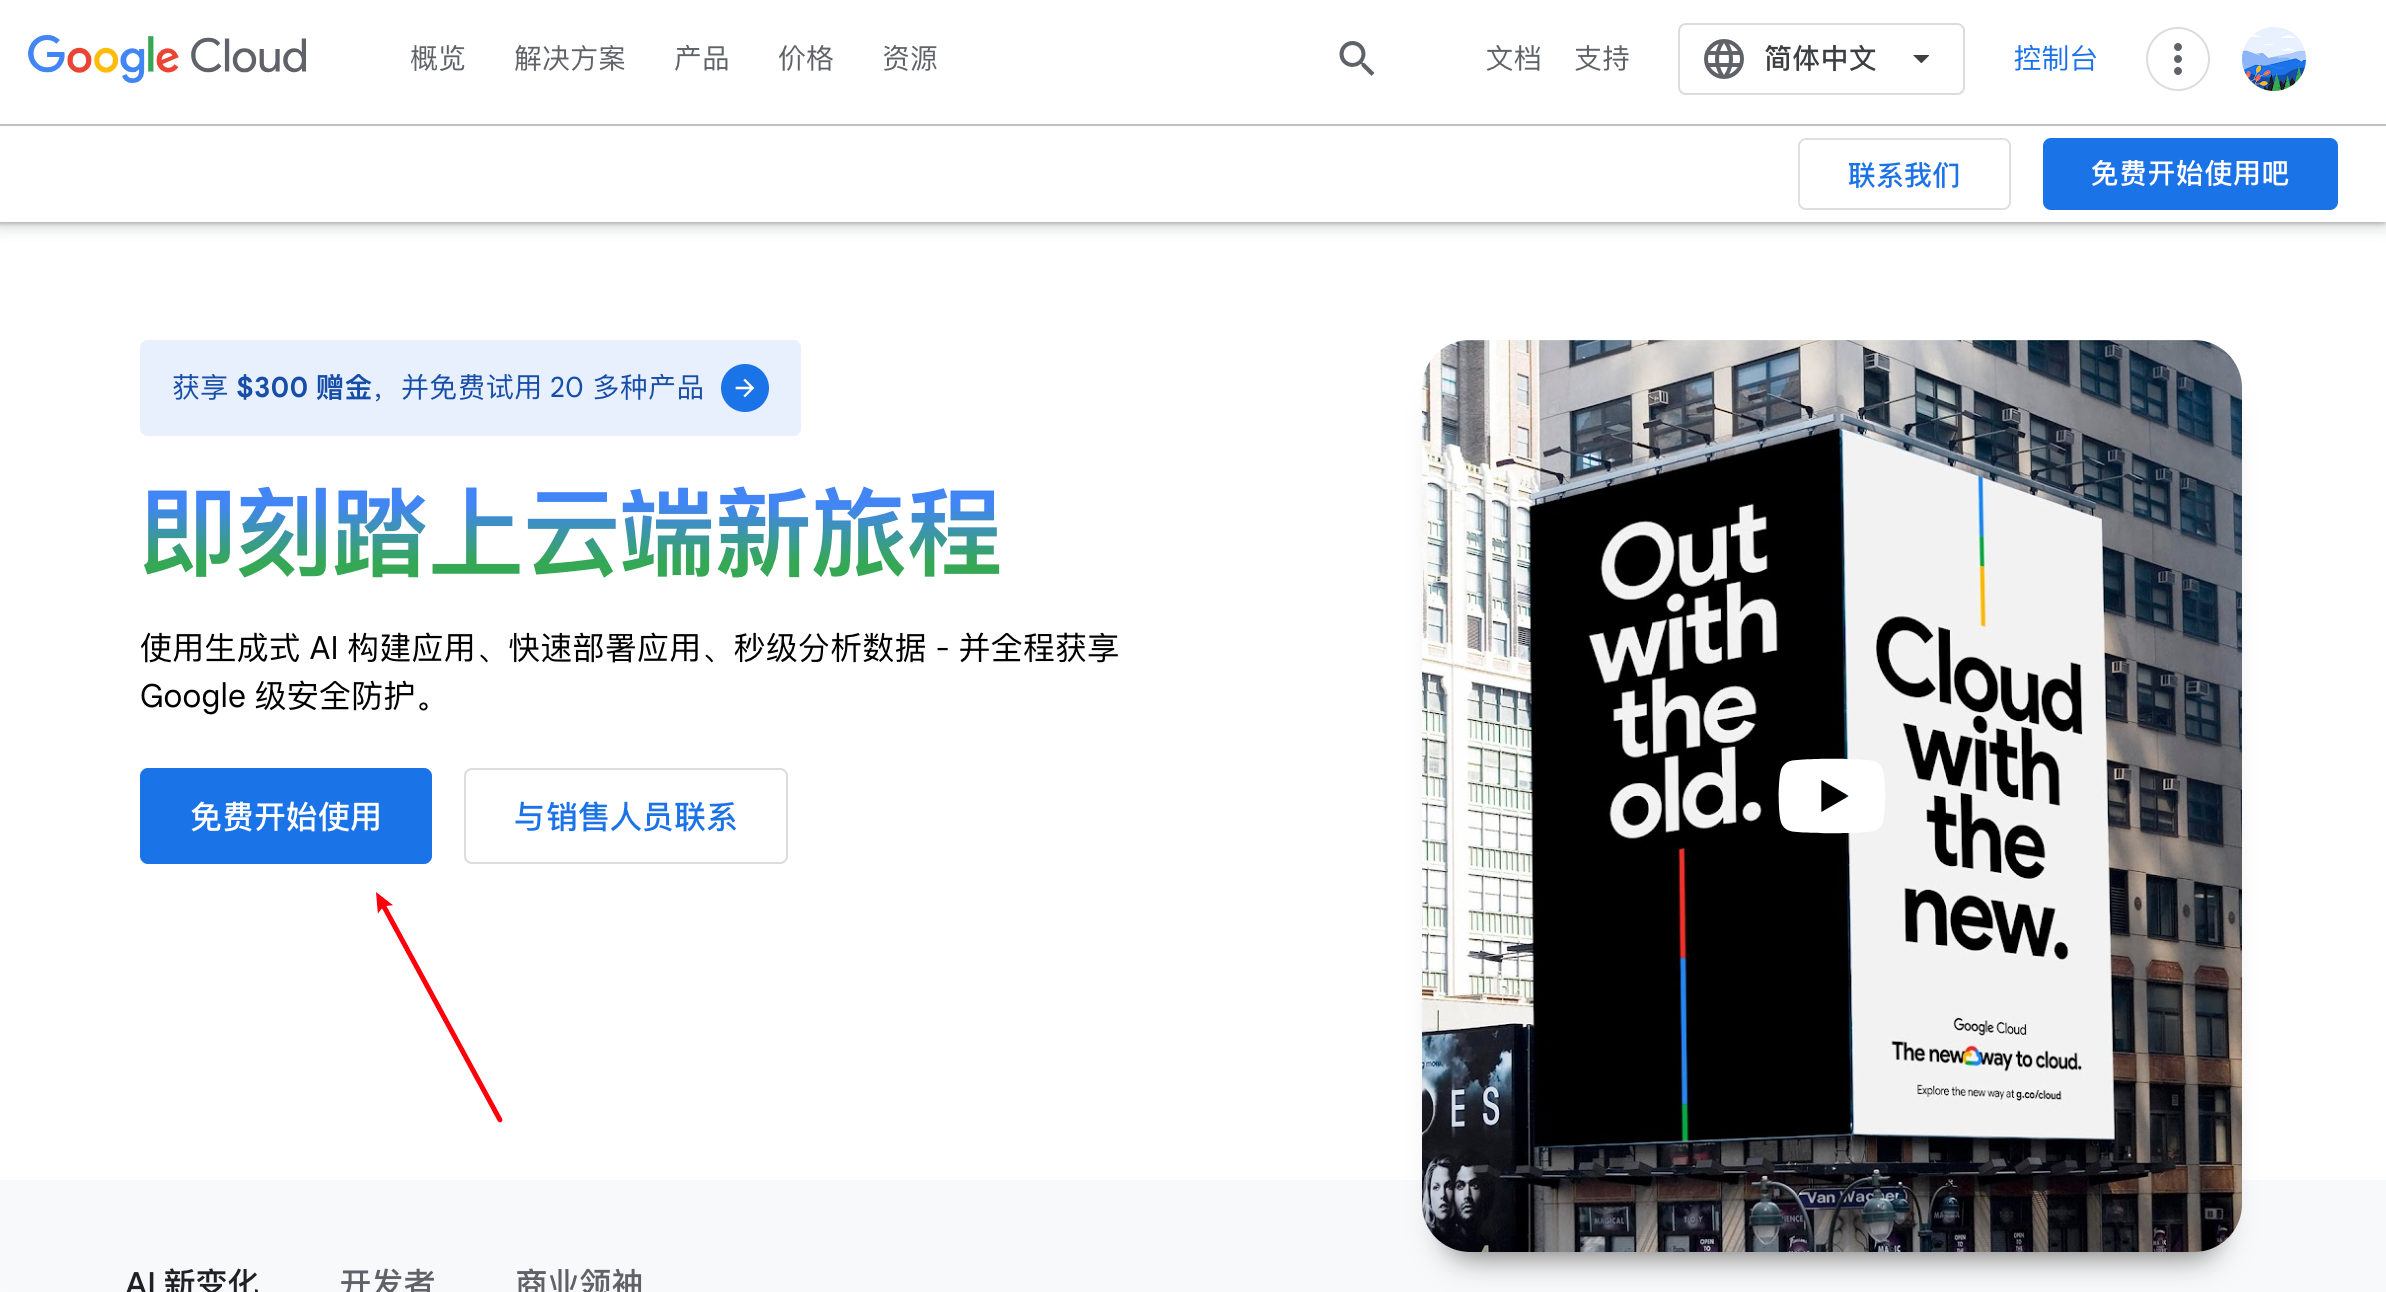 Google Cloud
概览 解决方案 产品 价格 资源 文档 支持 简体中文 控制台
联系我们 免费开始使用吧
获享 $300 赠金，并免费试用 20 多种产品
即刻踏上云端新旅程
使用生成式 AI 构建应用、快速部署应用、秒级分析数据 - 并全程获享
Google 级安全防护。
免费开始使用 与销售人员联系
Out
with
the
old.
Cloud
with
the
new.
Google Cloud
The new way to cloud.
Explore the new way at g.co/cloud
ES
Van Wagner
MAGICAL
OPEN
AI 新变化 开发者 商业领袖